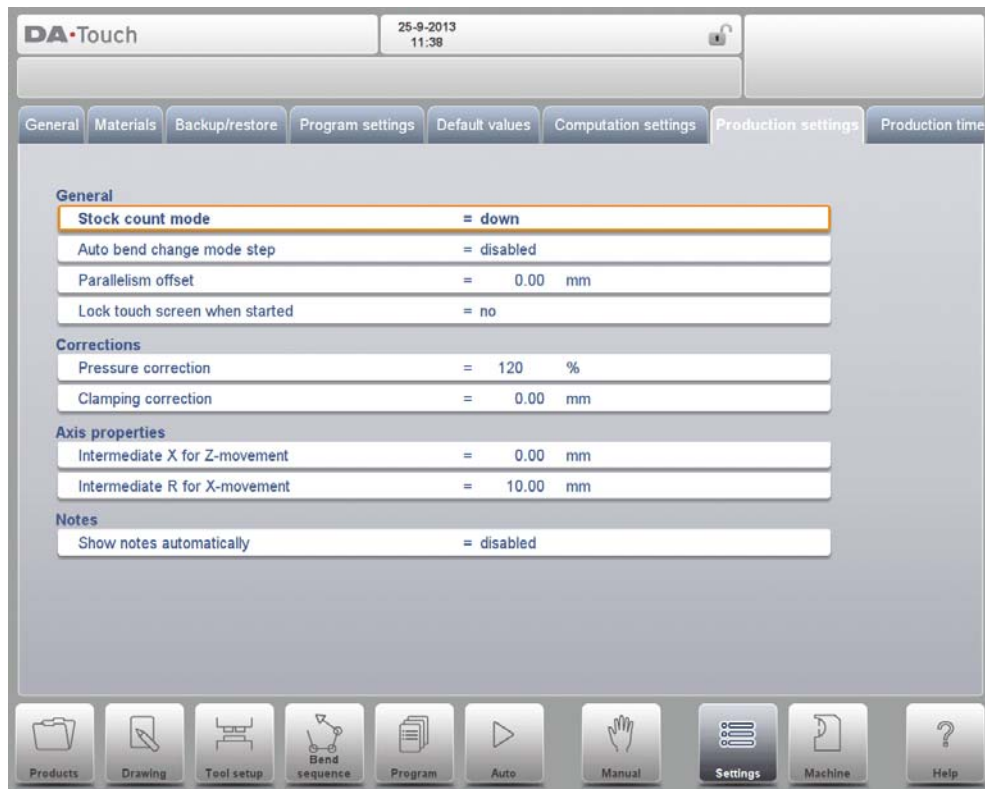 DA·Touch
25-9-2013
11:38
General Materials Backup/restore Program settings Default values Computation settings Production settings Production time
General
Stock count mode = down
Auto bend change mode step = disabled
Parallelism offset = 0.00 mm
Lock touch screen when started = no
Corrections
Pressure correction = 120 %
Clamping correction = 0.00 mm
Axis properties
Intermediate X for Z-movement = 0.00 mm
Intermediate R for X-movement = 10.00 mm
Notes
Show notes automatically = disabled
Products Drawing Tool setup Bend sequence Program Auto Manual Settings Machine Help